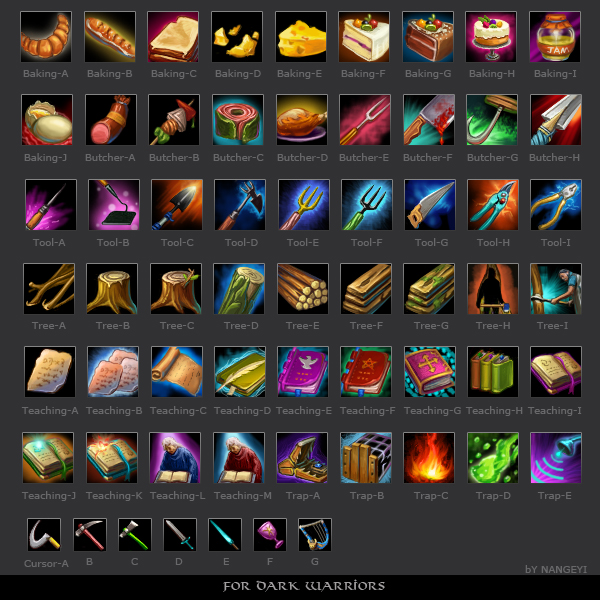 Baking-A Baking-B Baking-C Baking-D Baking-E Baking-F Baking-G Baking-H Baking-I
JAM
Baking-J Butcher-A Butcher-B Butcher-C Butcher-D Butcher-E Butcher-F Butcher-G Butcher-H
Tool-A Tool-B Tool-C Tool-D Tool-E Tool-F Tool-G Tool-H Tool-I
Tree-A Tree-B Tree-C Tree-D Tree-E Tree-F Tree-G Tree-H Tree-I
Teaching-A Teaching-B Teaching-C Teaching-D Teaching-E Teaching-F Teaching-G Teaching-H Teaching-I
Teaching-J Teaching-K Teaching-L Teaching-M Trap-A Trap-B Trap-C Trap-D Trap-E
Cursor-A B C D E F G
bY NANGEYI
FOR DARK WARRIORS